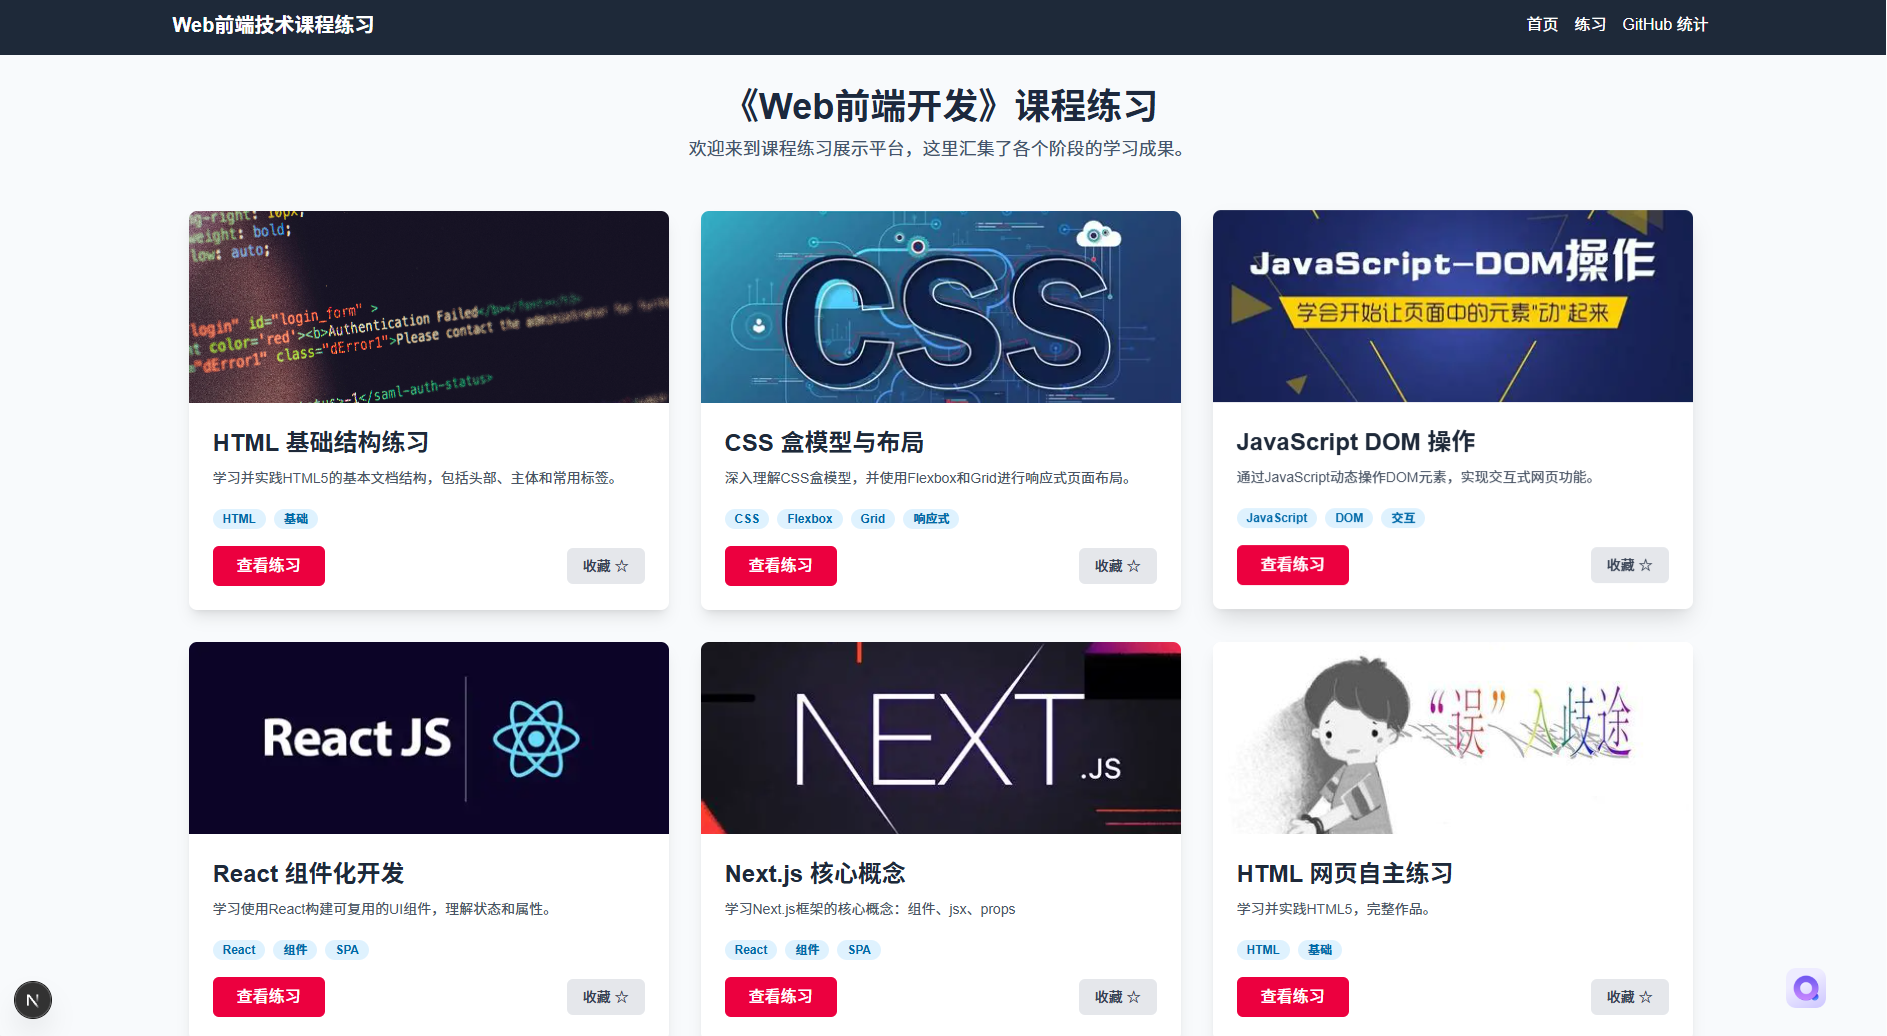 Web前端技术课程练习
首页 练习 GitHub 统计
《Web前端开发》课程练习
欢迎来到课程练习展示平台，这里汇集了各个阶段的学习成果。
weight: bold;
low: auto;
login" id="login_form" >
color='red'><b>Authentication Failed
="dError1" class="dError1">Please contact the administrator for
</saml-auth-status>
HTML 基础结构练习
学习并实践HTML5的基本文档结构，包括头部、主体和常用标签。
HTML 基础
查看练习 收藏 ☆
CSS
CSS 盒模型与布局
深入理解CSS盒模型，并使用Flexbox和Grid进行响应式页面布局。
CSS Flexbox Grid 响应式
查看练习 收藏 ☆
JavaScript-DOM操作
学会开始让页面中的元素"动"起来
JavaScript DOM 操作
通过JavaScript动态操作DOM元素，实现交互式网页功能。
JavaScript DOM 交互
查看练习 收藏 ☆
React JS
React 组件化开发
学习使用React构建可复用的UI组件，理解状态和属性。
React 组件 SPA
查看练习 收藏 ☆
NEXT.JS
Next.js 核心概念
学习Next.js框架的核心概念：组件、jsx、props
React 组件 SPA
查看练习 收藏 ☆
“误”入歧途
HTML 网页自主练习
学习并实践HTML5，完整作品。
HTML 基础
查看练习 收藏 ☆
N